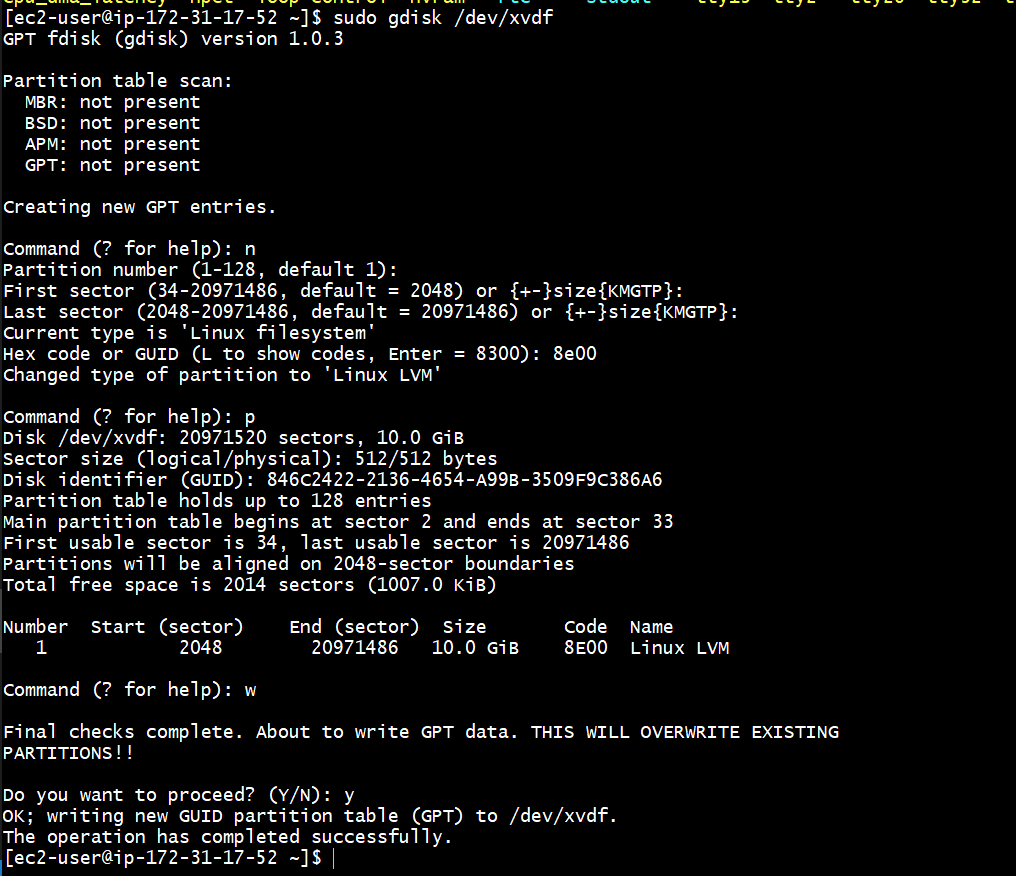 [ec2-user@ip-172-31-17-52 ~]$ sudo gdisk /dev/xvdf
GPT fdisk (gdisk) version 1.0.3
Partition table scan:
  MBR: not present
  BSD: not present
  APM: not present
  GPT: not present
Creating new GPT entries.
Command (? for help): n
Partition number (1-128, default 1):
First sector (34-20971486, default = 2048) or {+-}size{KMGTP}:
Last sector (2048-20971486, default = 20971486) or {+-}size{KMGTP}:
Current type is 'Linux filesystem'
Hex code or GUID (L to show codes, Enter = 8300): 8e00
Changed type of partition to 'Linux LVM'
Command (? for help): p
Disk /dev/xvdf: 20971520 sectors, 10.0 GiB
Sector size (logical/physical): 512/512 bytes
Disk identifier (GUID): 846C2422-2136-4654-A99B-3509F9C386A6
Partition table holds up to 128 entries
Main partition table begins at sector 2 and ends at sector 33
First usable sector is 34, last usable sector is 20971486
Partitions will be aligned on 2048-sector boundaries
Total free space is 2014 sectors (1007.0 KiB)
Number  Start (sector)    End (sector)  Size       Code  Name
   1            2048        20971486   10.0 GiB    8E00  Linux LVM
Command (? for help): w
Final checks complete. About to write GPT data. THIS WILL OVERWRITE EXISTING
PARTITIONS!!
Do you want to proceed? (Y/N): y
OK; writing new GUID partition table (GPT) to /dev/xvdf.
The operation has completed successfully.
[ec2-user@ip-172-31-17-52 ~]$